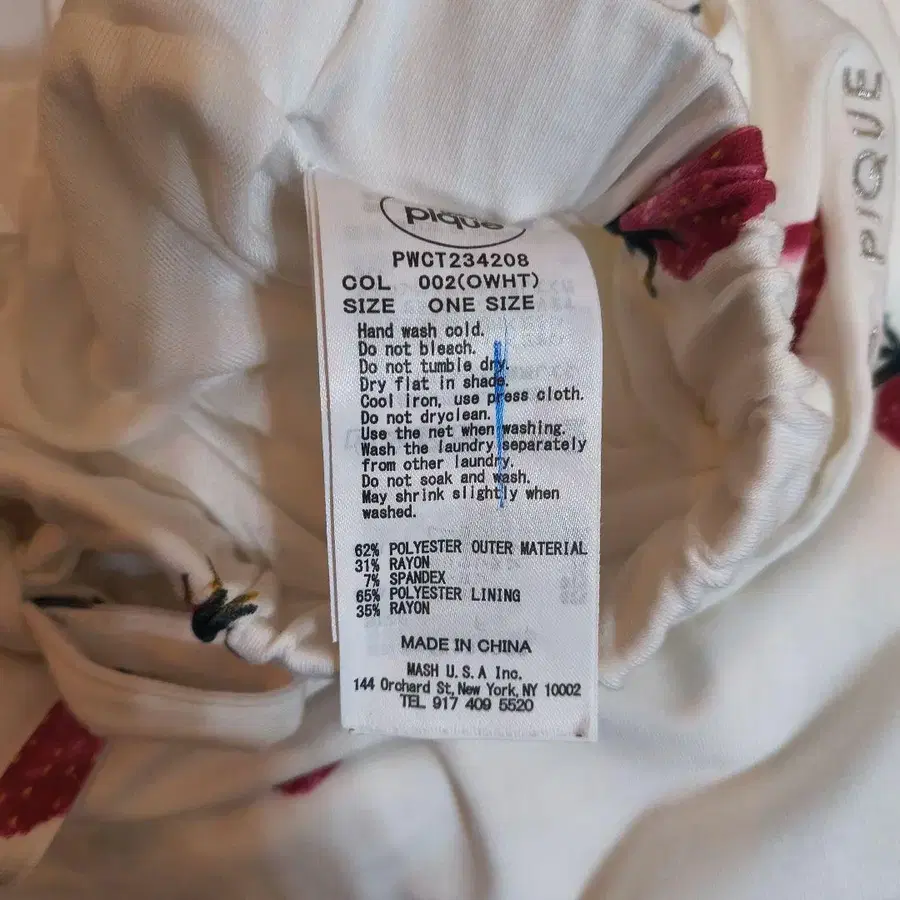 pique
PWCT234208
COL 002(OWHT)
SIZE ONE SIZE
Hand wash cold.
Do not bleach.
Do not tumble dry.
Dry flat in shade.
Cool iron, use press cloth.
Do not dryclean.
Use the net when washing.
Wash the laundry separately
from other laundry.
Do not soak and wash.
May shrink slightly when
washed.
62% POLYESTER OUTER MATERIAL
31% RAYON
7% SPANDEX
65% POLYESTER LINING
35% RAYON
MADE IN CHINA
MASH U.S.A Inc.
144 Orchard St, New York, NY 10002
TEL 917 409 5520
PIQUE